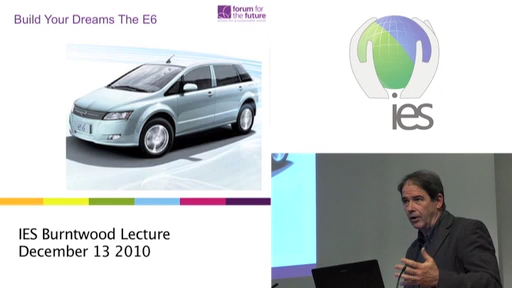 Build Your Dreams The E6
forum for
the future
ies
IES Burntwood Lecture
December 13 2010